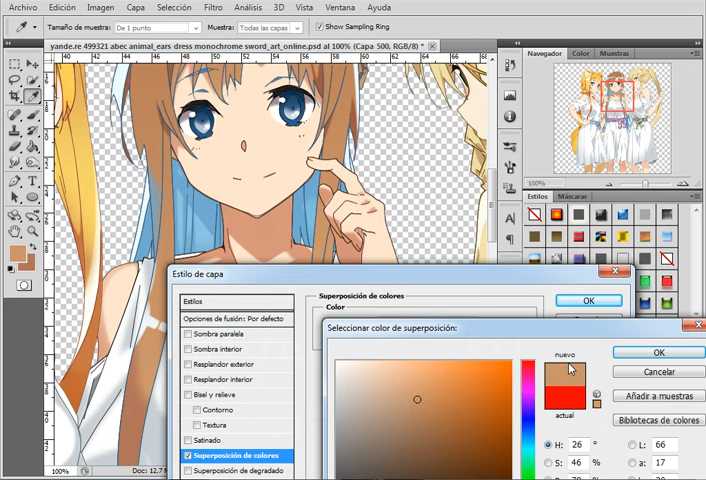 Archivo Edición Imagen Capa Selección Filtro Análisis 3D Vista Ventana Ayuda
Tamaño de muestra: De 1 punto Muestra: Todas las capas Show Sampling Ring
yande.re 499321 abec animal_ears dress monochrome sword_art_online.psd al 100% (Capa 500, RGB/8) *
Navegador Color Muestras
100%
Estilos Máscaras
Estilo de capa
Estilos
Opciones de fusión: Por defecto
Sombra paralela
Sombra interior
Resplandor exterior
Resplandor interior
Bisel y relieve
Contorno
Textura
Satinado
Superposición de colores
Superposición de degradado
Superposición de colores
Color
OK
Seleccionar color de superposición:
nuevo
actual
OK
Cancelar
Añadir a muestras
Bibliotecas de colores
H: 26 ° L: 66
S: 46 % a: 17
100% Doc: 12,7 M